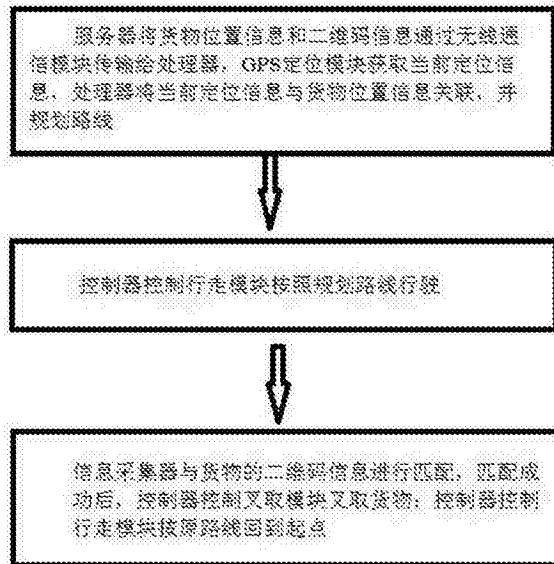 服务器将货物位置信息和二维码信息通过无线通
信模块传输给处理器，GPS定位模块获取当前定位信
息，处理器将当前定位信息与货物位置信息关联，并
规划路线
控制器控制行走模块按照规划路线行驶
信息采集器与货物的二维码信息进行匹配，匹配成
功后，控制器控制叉取模块叉取货物；控制器控制
行走模块按原路线回到起点